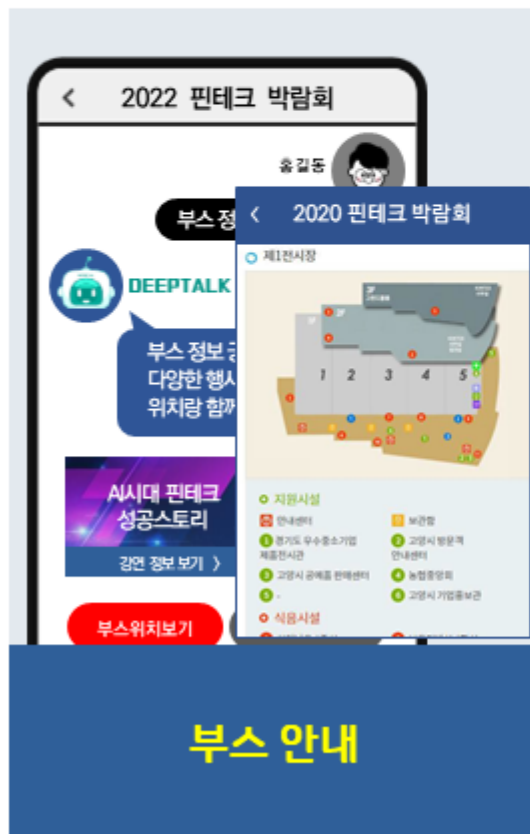 2022 핀테크 박람회
홍길동
부스 정
DEEPTALK
부스 정보
다양한 행사
위치랑 함께
AI시대 핀테크
성공스토리
강연 정보 보기 〉
부스위치보기
2020 핀테크 박람회
제1전시장
1 2 3 4 5
지원시설
안내센터
보관함
1 경기도 우수중소기업
제품전시관
2 고양시 방문객
안내센터
3 고양시 공예품 판매센터
4 농협중앙회
5 -
6 고양시 기업홍보관
식음시설
부스 안내